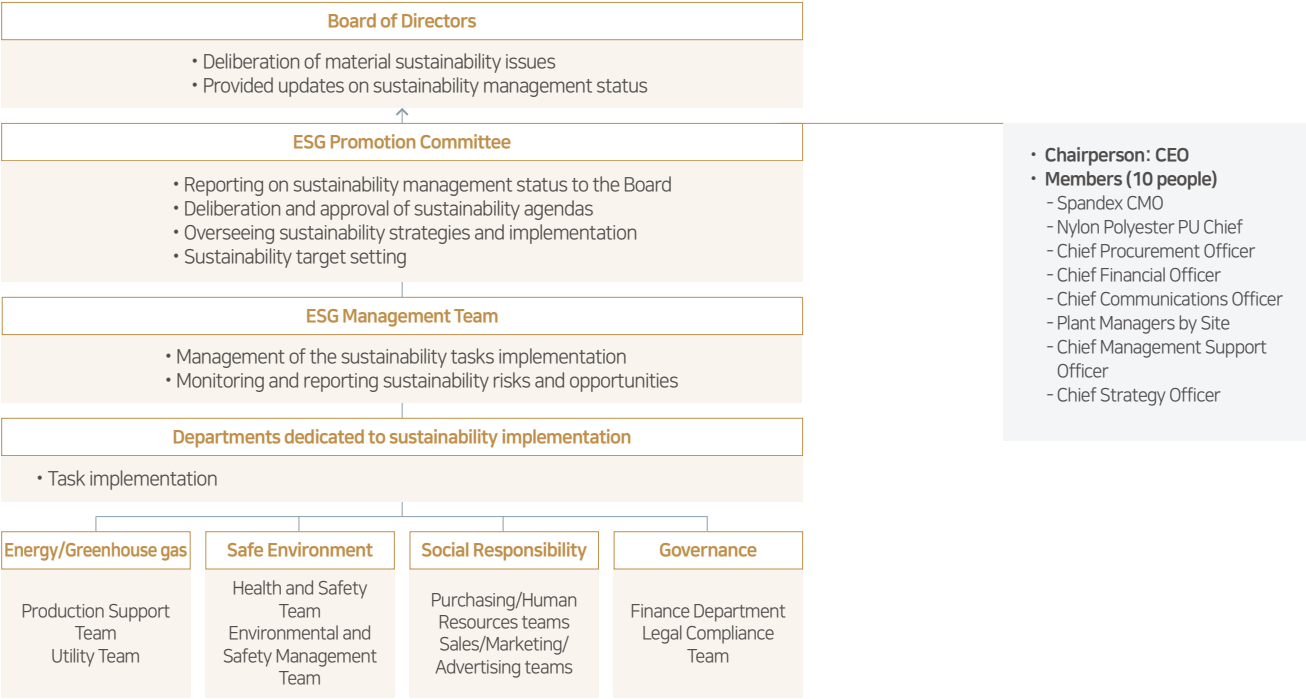 Board of Directors
• Deliberation of material sustainability issues
• Provided updates on sustainability management status
ESG Promotion Committee
• Reporting on sustainability management status to the Board
• Deliberation and approval of sustainability agendas
• Overseeing sustainability strategies and implementation
• Sustainability target setting
• Chairperson: CEO
• Members (10 people)
- Spandex CMO
- Nylon Polyester PU Chief
- Chief Procurement Officer
- Chief Financial Officer
- Chief Communications Officer
- Plant Managers by Site
- Chief Management Support
Officer
- Chief Strategy Officer
ESG Management Team
• Management of the sustainability tasks implementation
• Monitoring and reporting sustainability risks and opportunities
Departments dedicated to sustainability implementation
• Task implementation
Energy/Greenhouse gas
Production Support
Team
Utility Team
Safe Environment
Health and Safety
Team
Environmental and
Safety Management
Team
Social Responsibility
Purchasing/Human
Resources teams
Sales/Marketing/
Advertising teams
Governance
Finance Department
Legal Compliance
Team